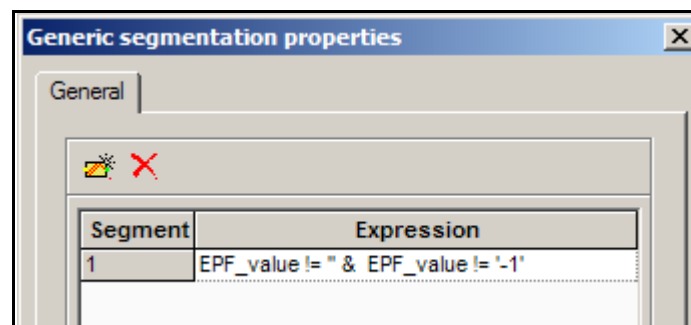 Generic segmentation properties
General
Segment Expression
1 EPF_value != '' & EPF_value != '-1'